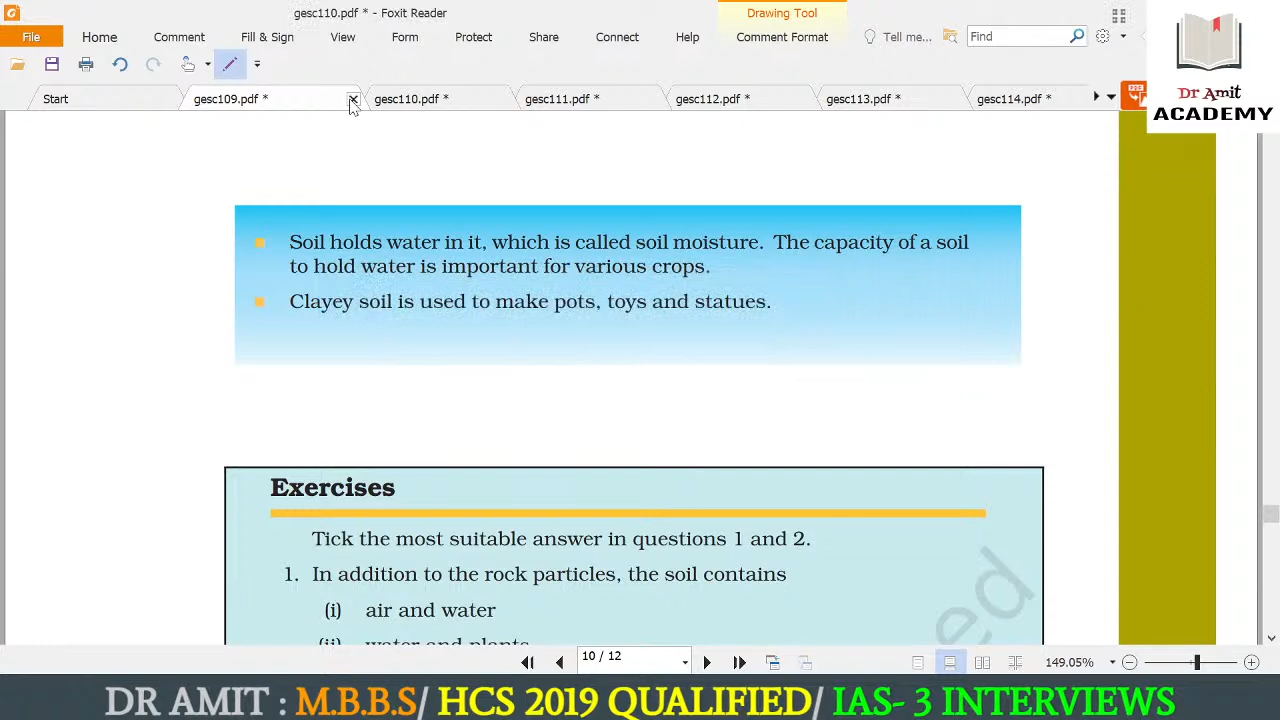 gesc110.pdf * - Foxit Reader
Drawing Tool
File Home Comment Fill & Sign View Form Protect Share Connect Help Comment Format Tell me... Find
Start gesc109.pdf * gesc110.pdf * gesc111.pdf * gesc112.pdf * gesc113.pdf * gesc114.pdf *
Dr Amit
ACADEMY
Soil holds water in it, which is called soil moisture. The capacity of a soil
to hold water is important for various crops.
Clayey soil is used to make pots, toys and statues.
Exercises
Tick the most suitable answer in questions 1 and 2.
1. In addition to the rock particles, the soil contains
(i) air and water
(ii) water and plants
ed
10 / 12
149.05%
DR AMIT : M.B.B.S/ HCS 2019 QUALIFIED/ IAS- 3 INTERVIEWS